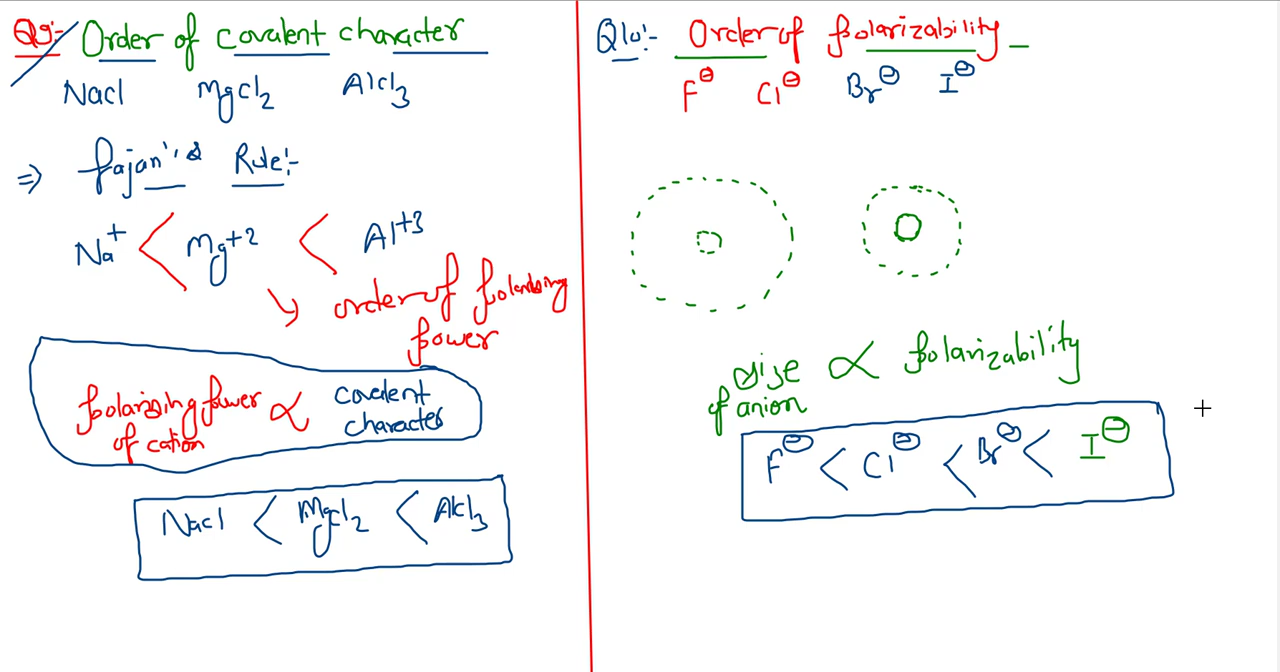 Q9:- Order of covalent character
NaCl MgCl2 AlCl3
⇒ fajan's Rule:-
Na+ < Mg+2 < Al+3
↘ order of polarising
power
polarising power ∝ covalent
of cation character
NaCl < MgCl2 < AlCl3
Q10:- Order of polarizability -
F⊖ Cl⊖ Br⊖ I⊖
size ∝ polarizability
of anion
F⊖ < Cl⊖ < Br⊖ < I⊖